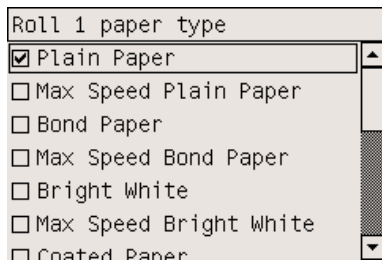 Roll 1 paper type
Plain Paper
Max Speed Plain Paper
Bond Paper
Max Speed Bond Paper
Bright White
Max Speed Bright White
Coated Paper